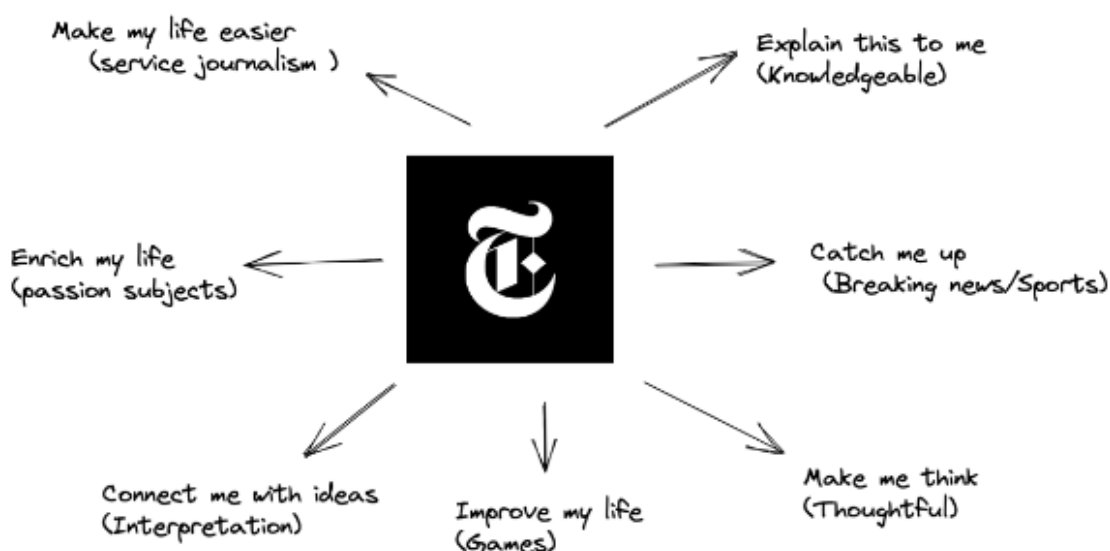 Make my life easier
(service journalism )
Explain this to me
(Knowledgeable)
Enrich my life
(passion subjects)
T
Catch me up
(Breaking news/Sports)
Connect me with ideas
(Interpretation)
Improve my life
(Games)
Make me think
(Thoughtful)